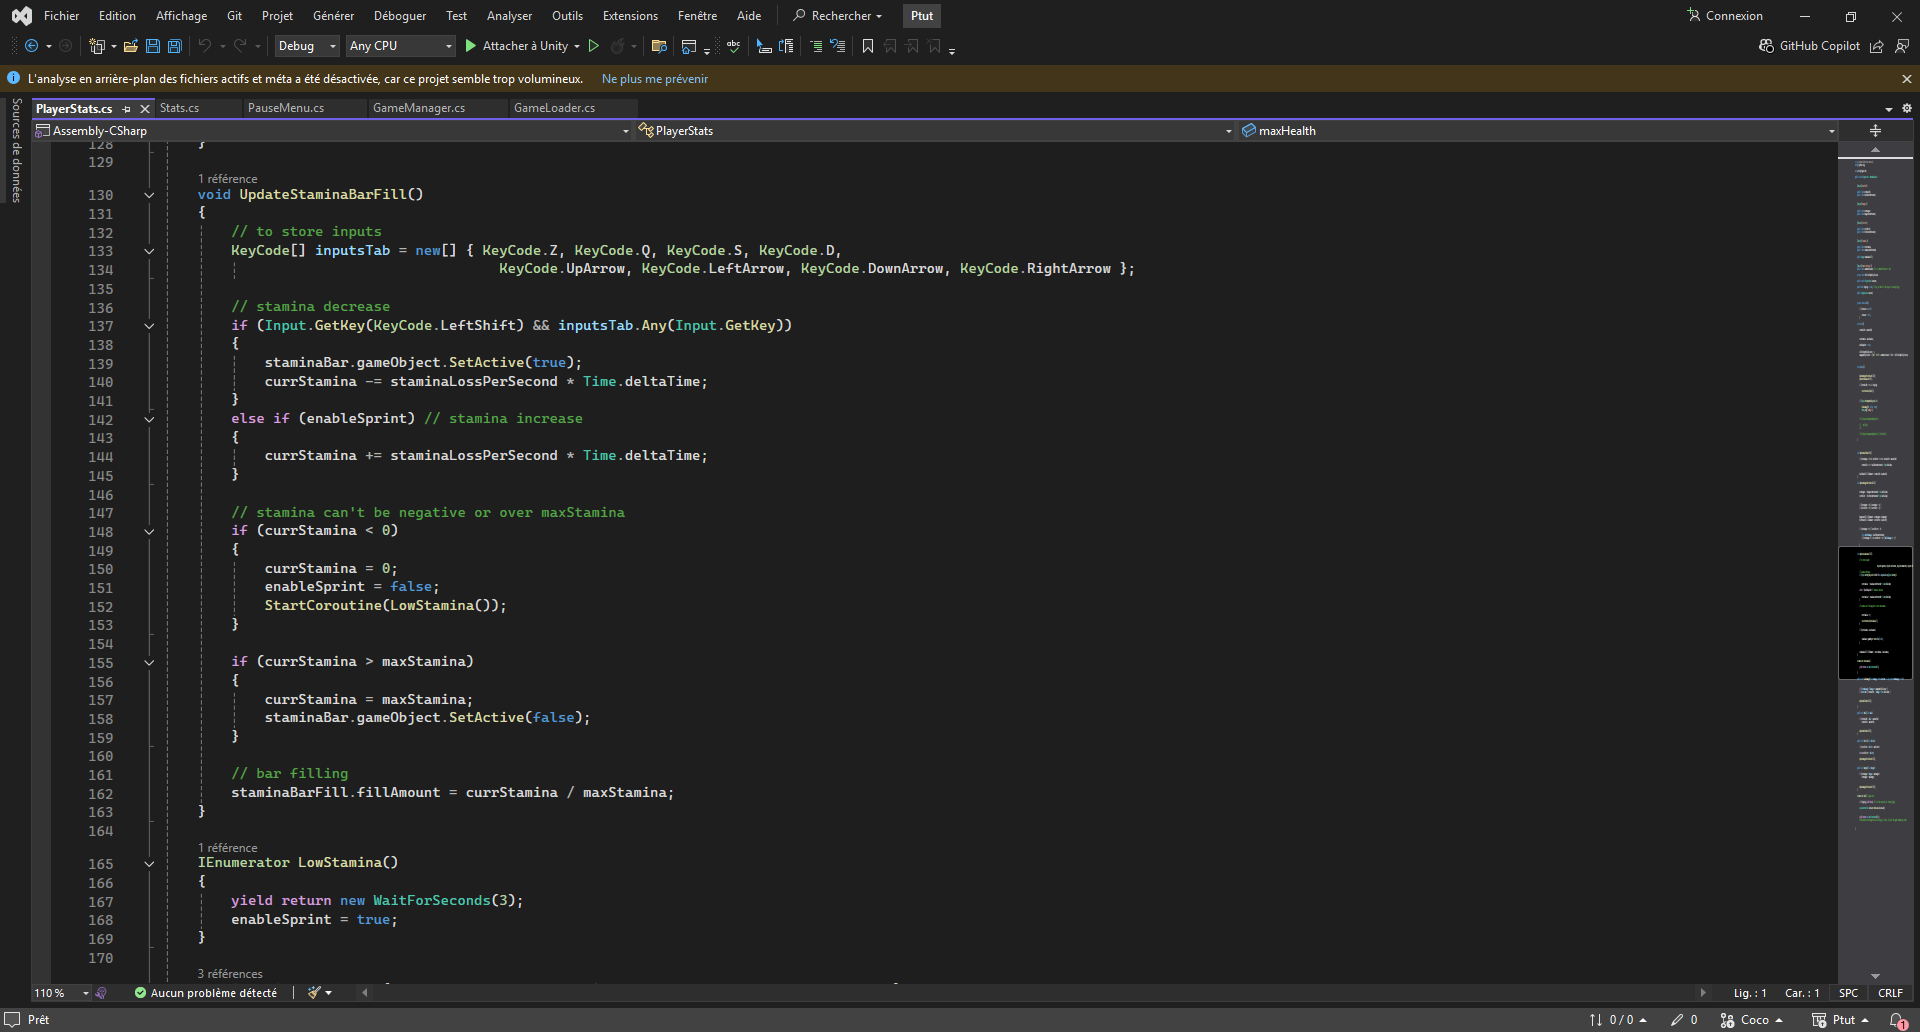 Fichier Edition Affichage Git Projet Générer Déboguer Test Analyser Outils Extensions Fenêtre Aide Rechercher Ptut Connexion
Debug Any CPU Attacher à Unity abc GitHub Copilot
L'analyse en arrière-plan des fichiers actifs et méta a été désactivée, car ce projet semble trop volumineux. Ne plus me prévenir
Sources de données
PlayerStats.cs Stats.cs PauseMenu.cs GameManager.cs GameLoader.cs
Assembly-CSharp PlayerStats maxHealth
128 }
129
1 référence
130 void UpdateStaminaBarFill()
131 {
132 // to store inputs
133 KeyCode[] inputsTab = new[] { KeyCode.Z, KeyCode.Q, KeyCode.S, KeyCode.D,
134 KeyCode.UpArrow, KeyCode.LeftArrow, KeyCode.DownArrow, KeyCode.RightArrow };
135
136 // stamina decrease
137 if (Input.GetKey(KeyCode.LeftShift) && inputsTab.Any(Input.GetKey))
138 {
139 staminaBar.gameObject.SetActive(true);
140 currStamina -= staminaLossPerSecond * Time.deltaTime;
141 }
142 else if (enableSprint) // stamina increase
143 {
144 currStamina += staminaLossPerSecond * Time.deltaTime;
145 }
146
147 // stamina can't be negative or over maxStamina
148 if (currStamina < 0)
149 {
150 currStamina = 0;
151 enableSprint = false;
152 StartCoroutine(LowStamina());
153 }
154
155 if (currStamina > maxStamina)
156 {
157 currStamina = maxStamina;
158 staminaBar.gameObject.SetActive(false);
159 }
160
161 // bar filling
162 staminaBarFill.fillAmount = currStamina / maxStamina;
163 }
164
1 référence
165 IEnumerator LowStamina()
166 {
167 yield return new WaitForSeconds(3);
168 enableSprint = true;
169 }
170
3 références
110 % Aucun problème détecté Lig. : 1 Car. : 1 SPC CRLF
Prêt 0 / 0 0 Coco Ptut 1